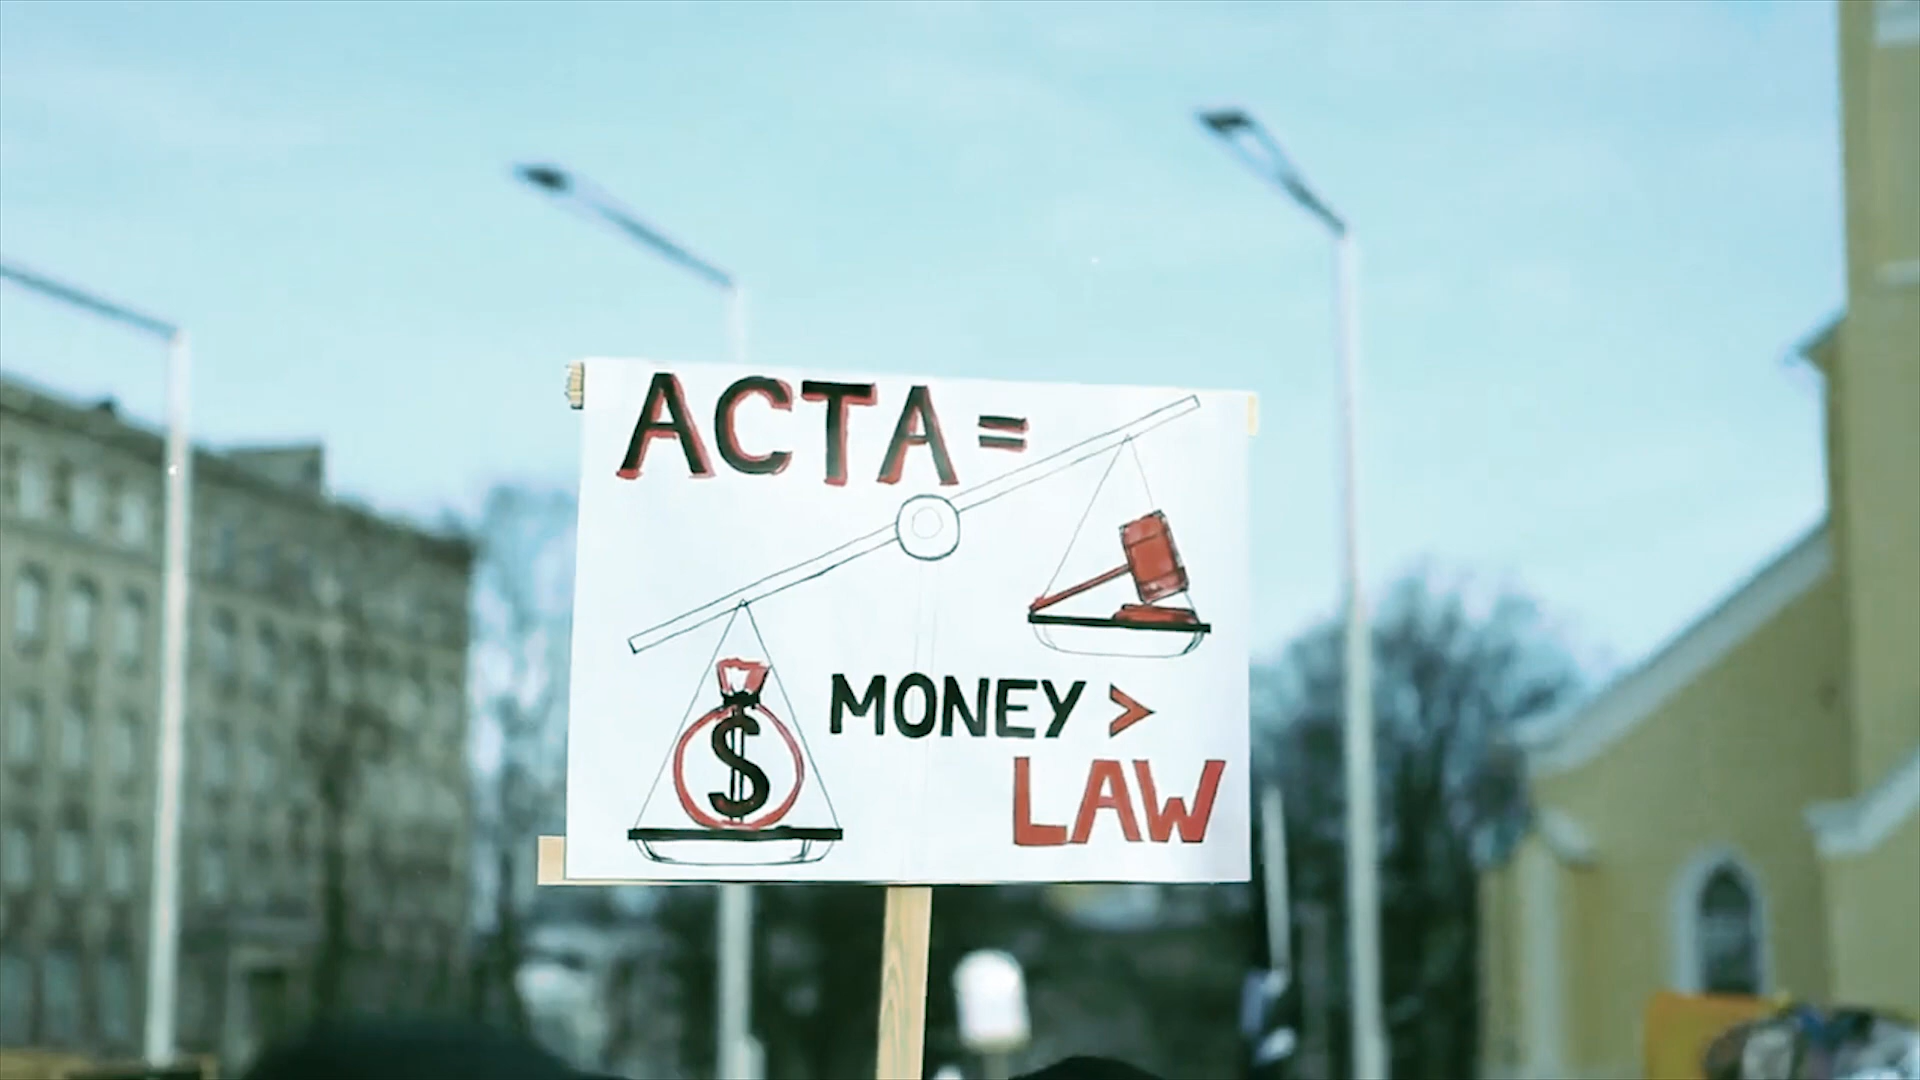 ACTA =
$
MONEY >
LAW